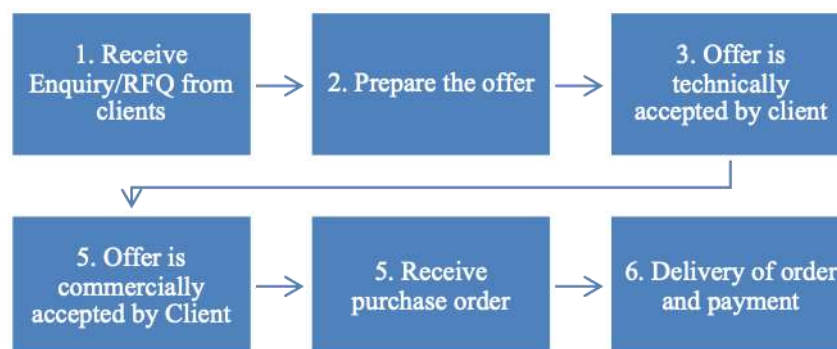 1. Receive
Enquiry/RFQ from
clients
2. Prepare the offer
3. Offer is
technically
accepted by client
5. Offer is
commercially
accepted by Client
5. Receive
purchase order
6. Delivery of order
and payment